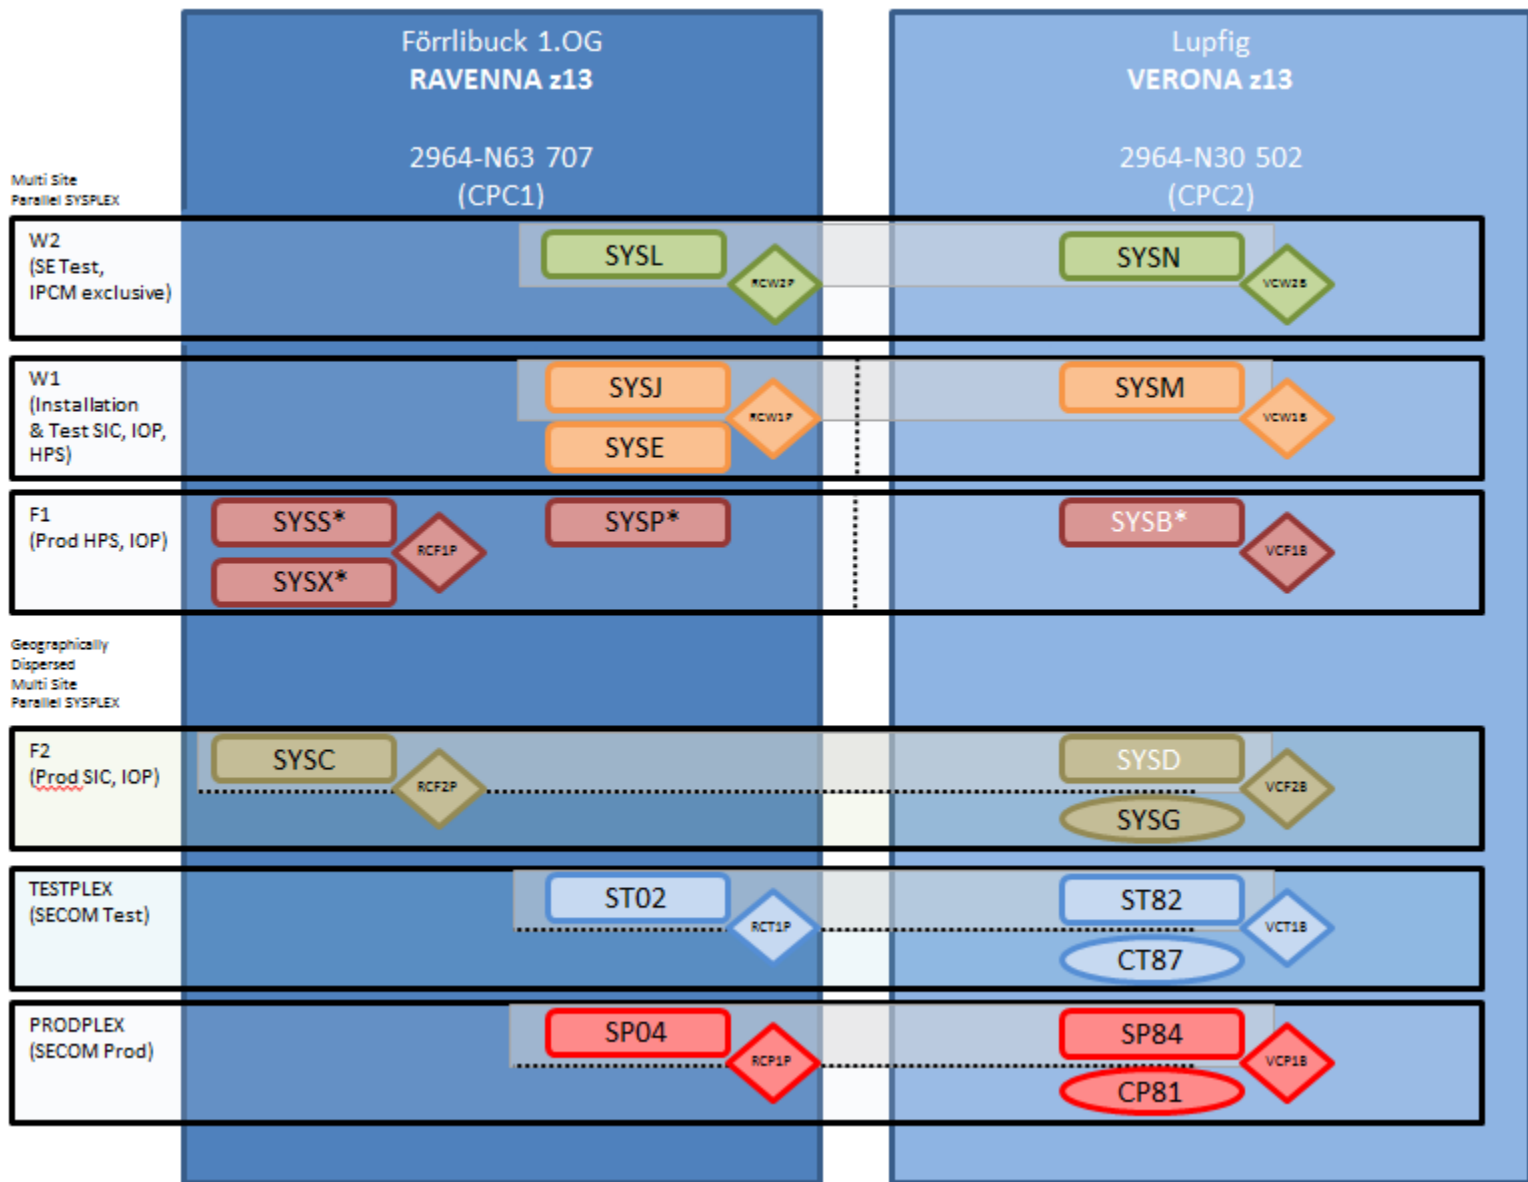 Förrlibuck 1.OG
RAVENNA z13
2964-N63 707
(CPC1)
Lupfig
VERONA z13
2964-N30 502
(CPC2)
Multi Site
Parallel SYSPLEX
W2
(SE Test,
IPCM exclusive)
SYSL
RCW2P
SYSN
VCW2B
W1
(Installation
& Test SIC, IOP,
HPS)
SYSJ
SYSE
RCW1P
SYSM
VCW1B
F1
(Prod HPS, IOP)
SYSS*
SYSX*
RCF1P
SYSP*
SYSB*
VCF1B
Geographically
Dispersed
Multi Site
Parallel SYSPLEX
F2
(Prod SIC, IOP)
SYSC
RCF2P
SYSD
SYSG
VCF2B
TESTPLEX
(SECOM Test)
ST02
RCT1P
ST82
CT87
VCT1B
PRODPLEX
(SECOM Prod)
SP04
RCP1P
SP84
CP81
VCP1B